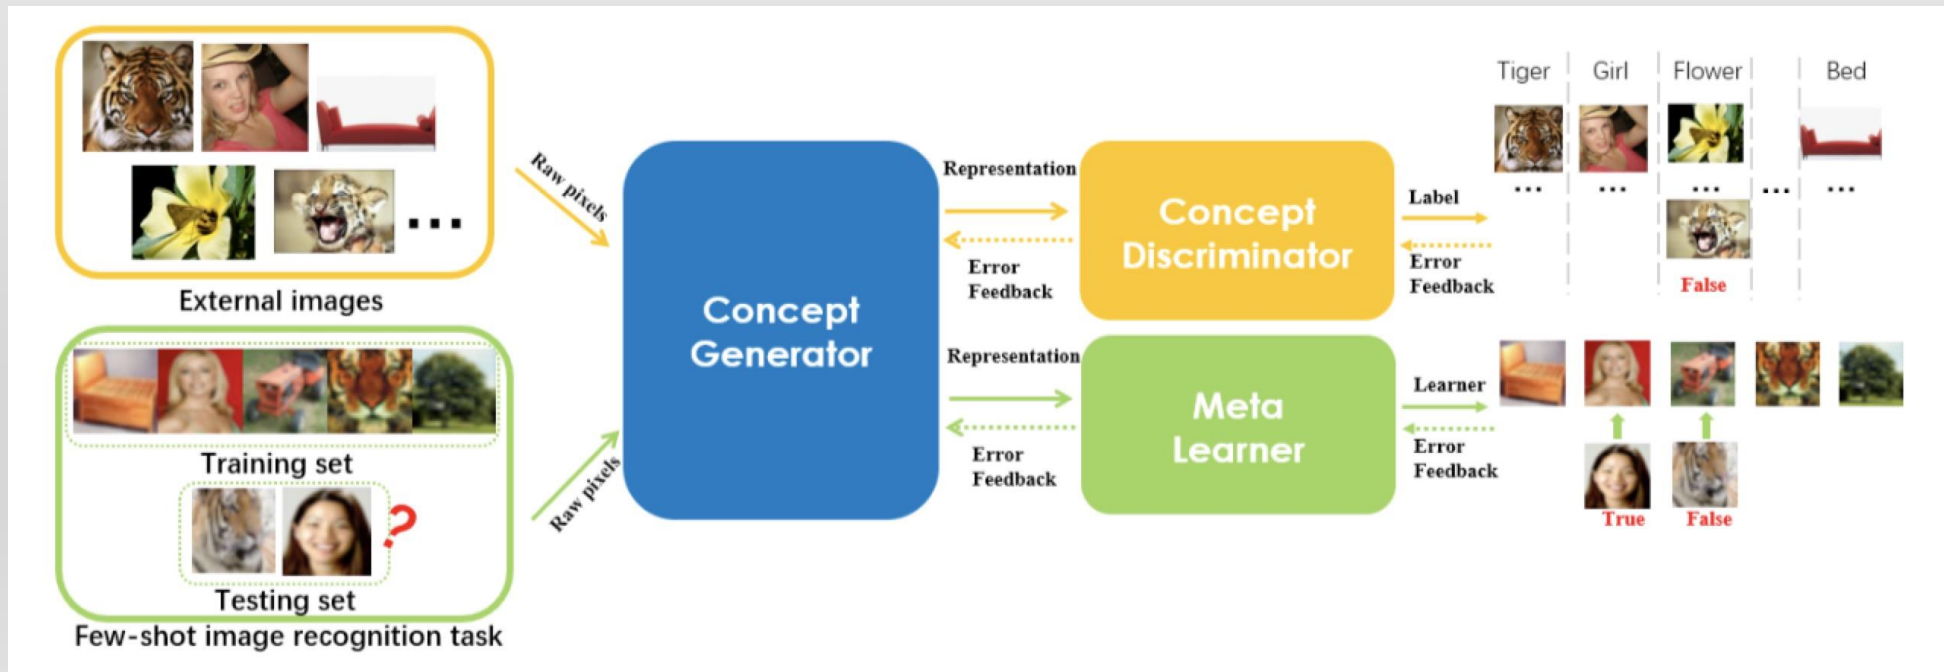 External images
Training set
?
Testing set
Few-shot image recognition task
Raw pixels
Raw pixels
Concept
Generator
Representation
Error
Feedback
Representation
Error
Feedback
Concept
Discriminator
Meta
Learner
Label
Error
Feedback
Learner
Error
Feedback
Tiger
Girl
Flower
Bed
... ... ... ... ...
False
True
False